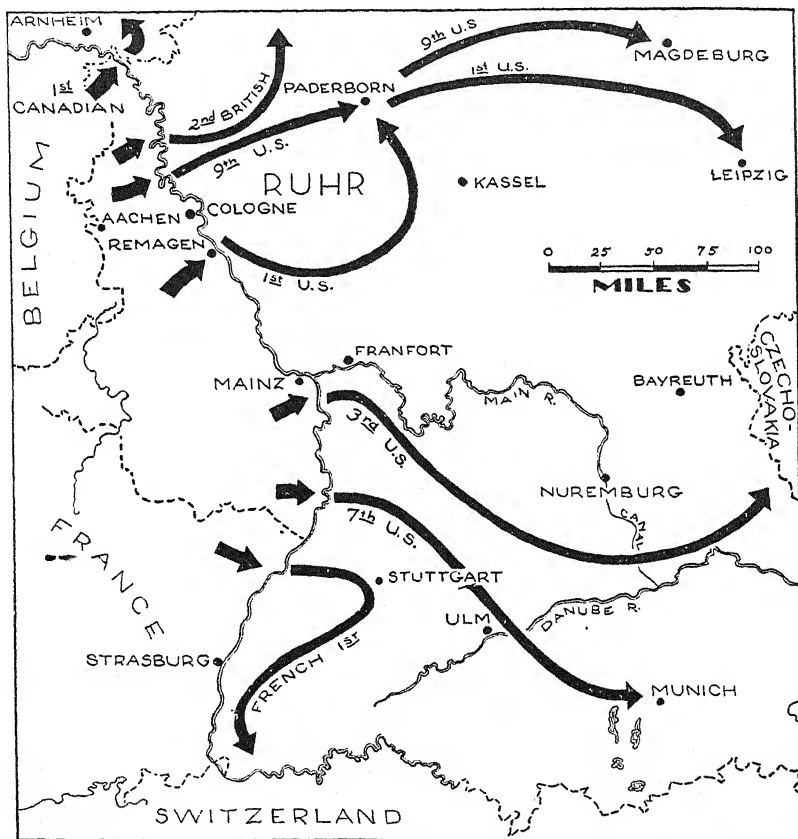 ARNHEIM
1st
CANADIAN
2nd BRITISH
9th U.S
MAGDEBURG
1st U.S.
PADERBORN
9th U.S.
RUHR
KASSEL
LEIPZIG
BELGIUM
AACHEN
COLOGNE
REMAGEN
1st U.S.
0 25 50 75 100
MILES
FRANFORT
MAINZ
MAIN R.
BAYREUTH
CZECHO-
SLOVAKIA
3rd U.S.
NUREMBURG
CANAL
7th U.S.
FRANCE
STUTTGART
ULM
DANUBE R.
STRASBURG
FRENCH 1st
MUNICH
SWITZERLAND